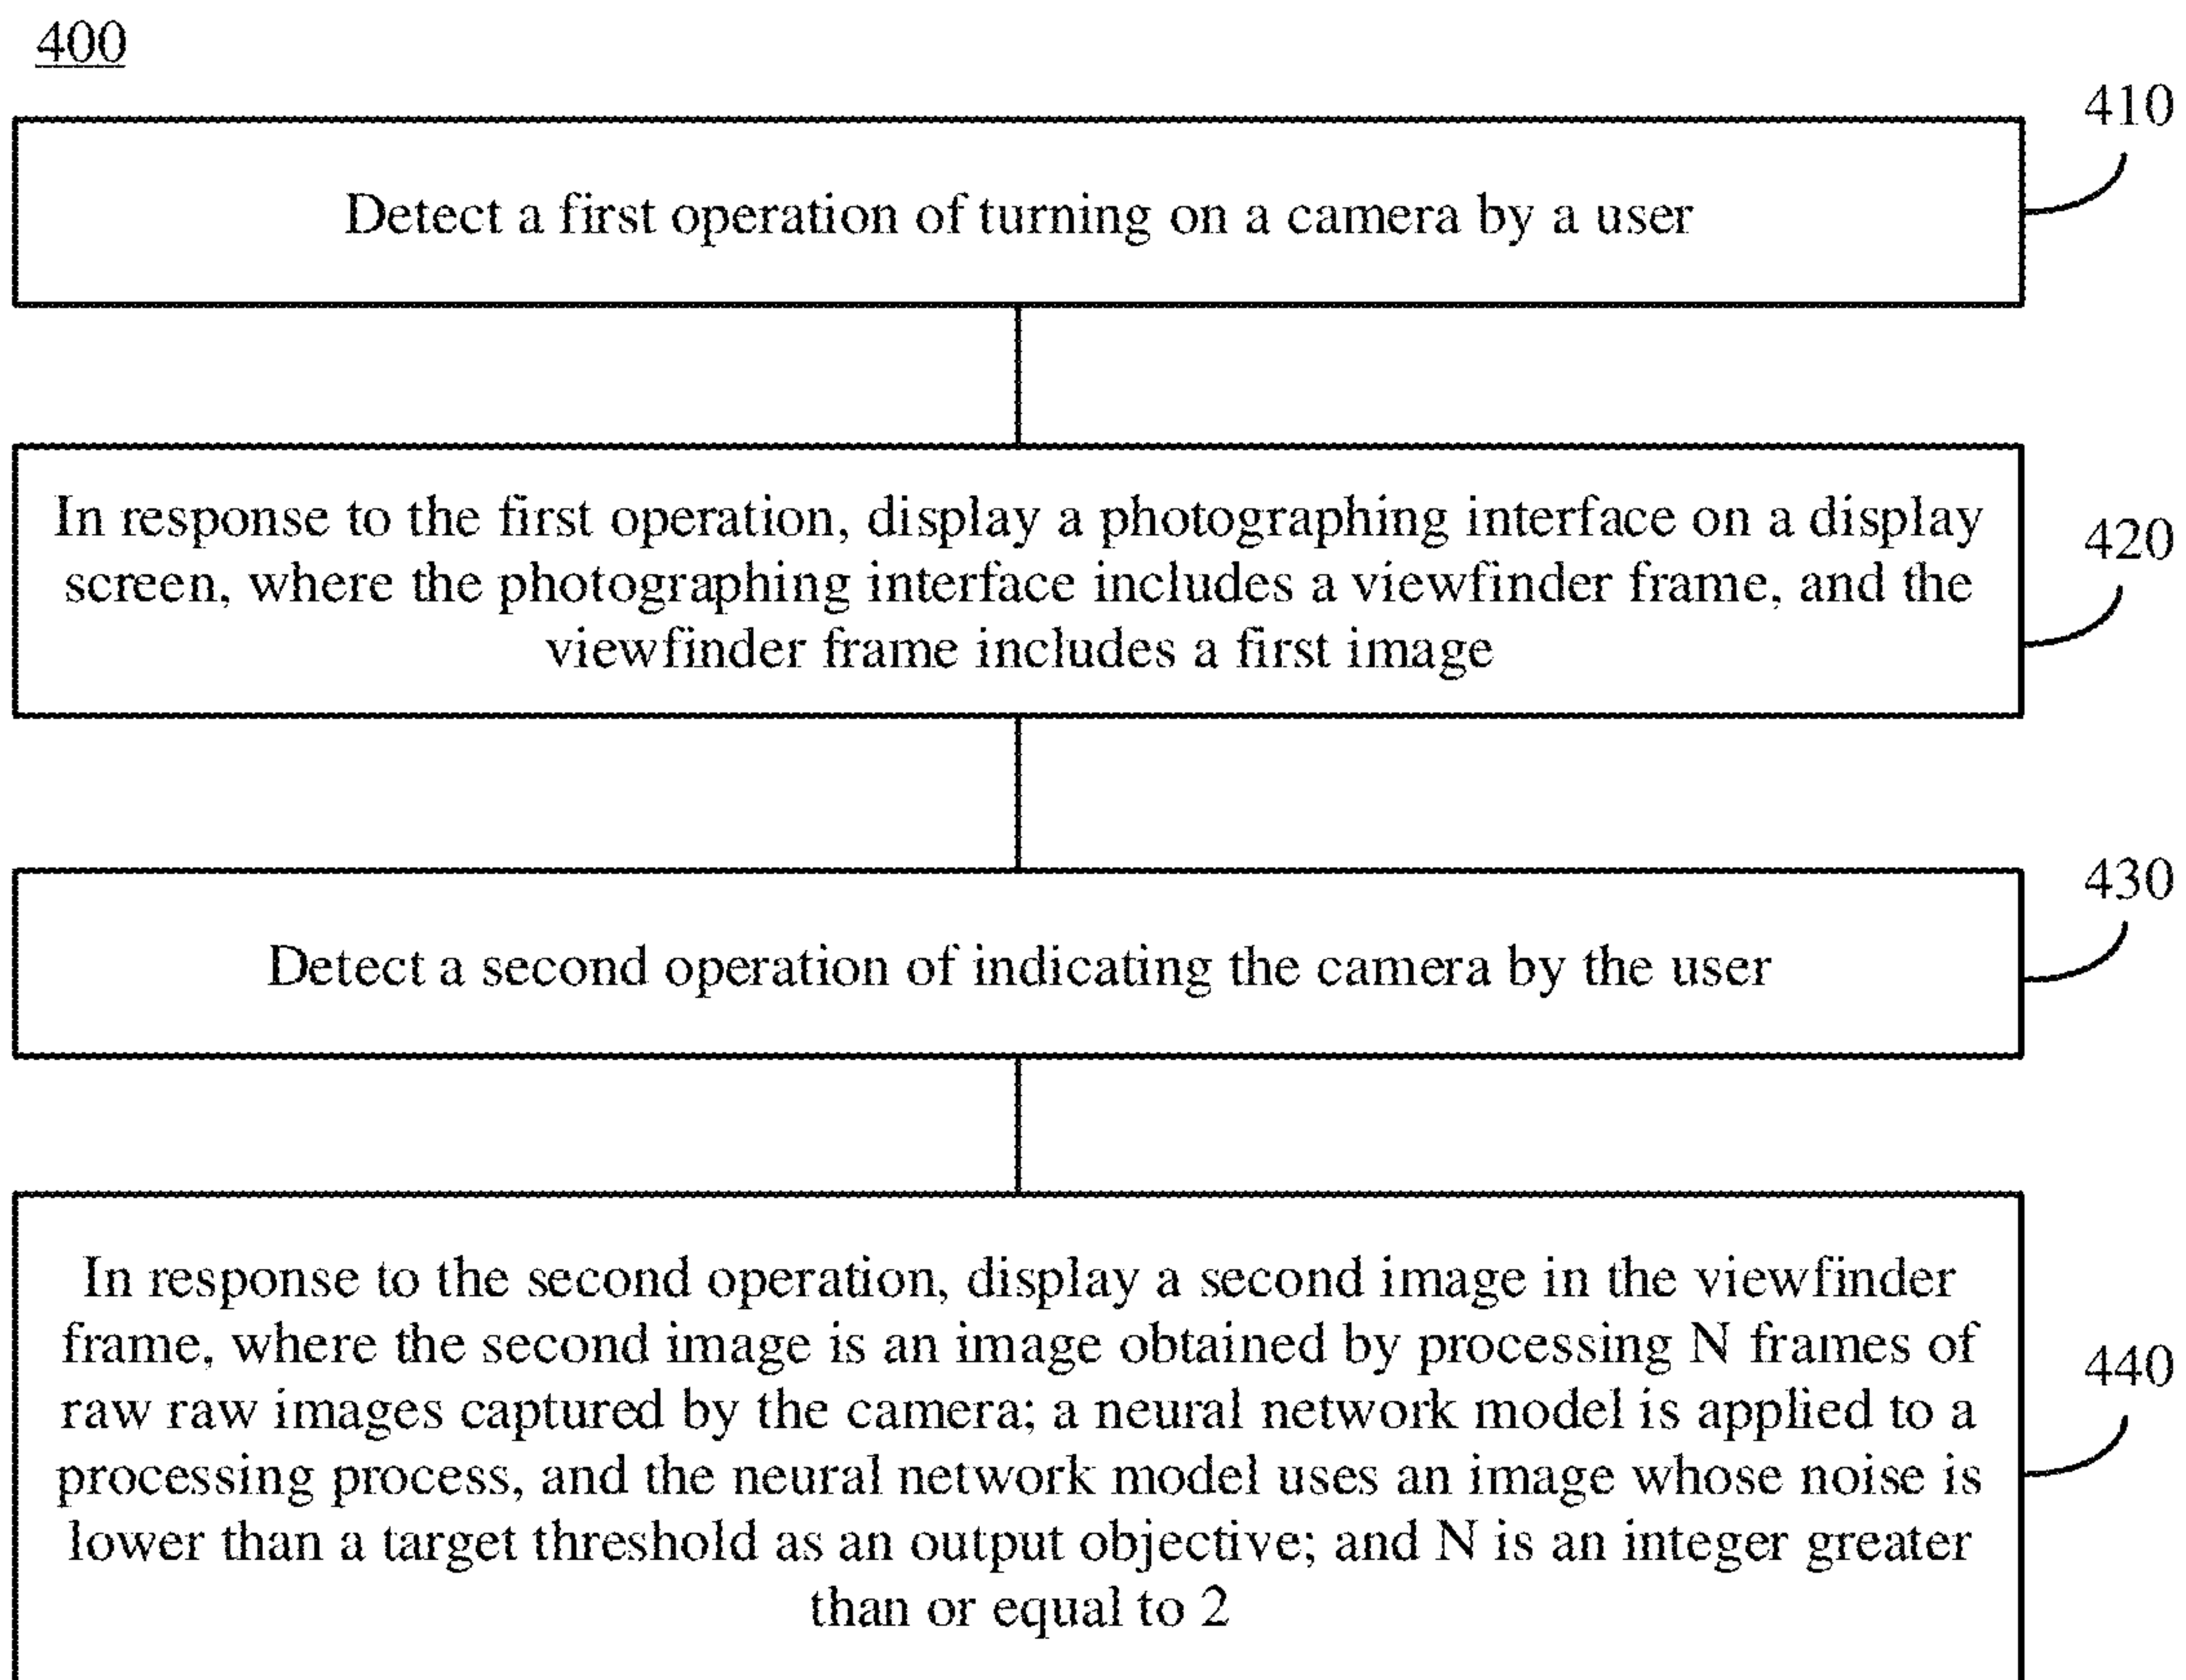 400
410
Detect a first operation of turning on a camera by a user
In response to the first operation, display a photographing interface on a display
screen, where the photographing interface includes a viewfinder frame, and the
viewfinder frame includes a first image
420
430
Detect a second operation of indicating the camera by the user
In response to the second operation, display a second image in the viewfinder
frame, where the second image is an image obtained by processing N frames of
raw raw images captured by the camera; a neural network model is applied to a
processing process, and the neural network model uses an image whose noise is
lower than a target threshold as an output objective; and N is an integer greater
than or equal to 2
440